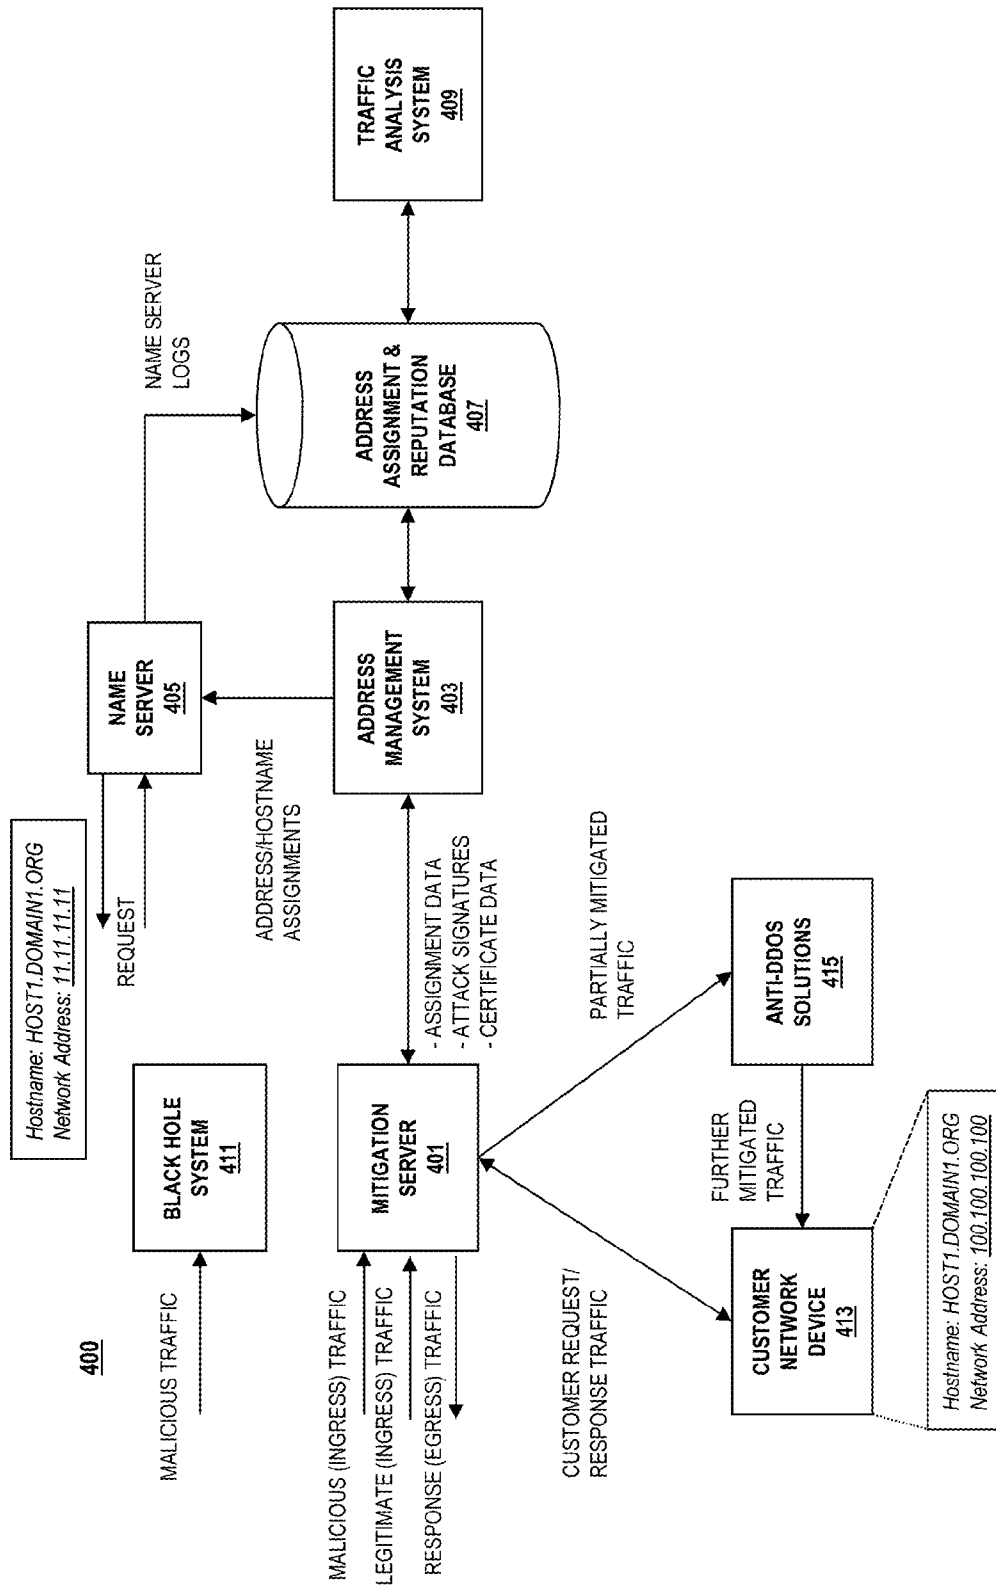 400
Hostname: HOST1.DOMAIN1.ORG
Network Address: 11.11.11.11
REQUEST
NAME
SERVER
405
NAME SERVER
LOGS
ADDRESS/HOSTNAME
ASSIGNMENTS
MALICIOUS TRAFFIC
BLACK HOLE
SYSTEM
411
MALICIOUS (INGRESS) TRAFFIC
LEGITIMATE (INGRESS) TRAFFIC
RESPONSE (EGRESS) TRAFFIC
MITIGATION
SERVER
401
- ASSIGNMENT DATA
- ATTACK SIGNATURES
- CERTIFICATE DATA
ADDRESS
MANAGEMENT
SYSTEM
403
ADDRESS
ASSIGNMENT &
REPUTATION
DATABASE
407
TRAFFIC
ANALYSIS
SYSTEM
409
CUSTOMER REQUEST/
RESPONSE TRAFFIC
PARTIALLY MITIGATED
TRAFFIC
FURTHER
MITIGATED
TRAFFIC
CUSTOMER
NETWORK
DEVICE
413
ANTI-DDOS
SOLUTIONS
415
Hostname: HOST1.DOMAIN1.ORG
Network Address: 100.100.100.100